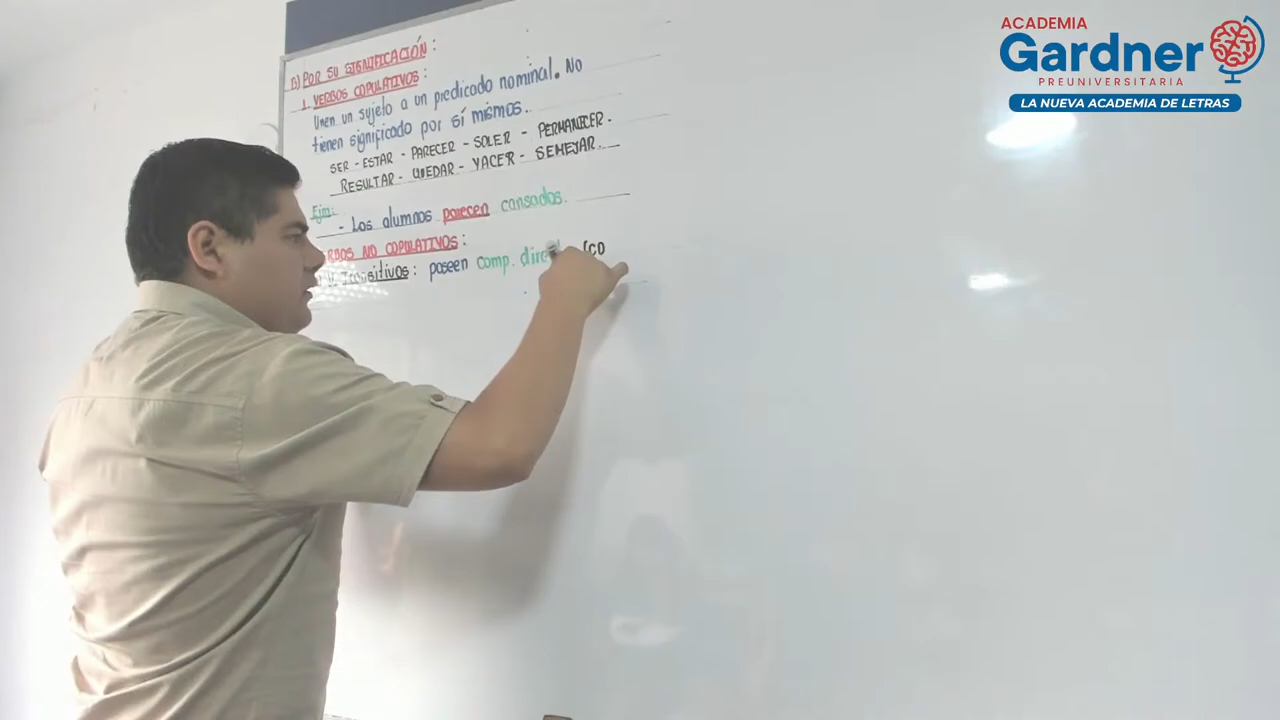 B) POR SU SIGNIFICACIÓN :
1. VERBOS COPULATIVOS :
Unen un sujeto a un predicado nominal. No
tienen significado por sí mismos.
SER - ESTAR - PARECER - SOLER - PERMANECER.
RESULTAR - QUEDAR - YACER - SEMEJAR.
Ejm:
- Los alumnos parecen cansados.
NO COPULATIVOS :
V. Transitivos : poseen comp. (CO
ACADEMIA
Gardner
PREUNIVERSITARIA
LA NUEVA ACADEMIA DE LETRAS